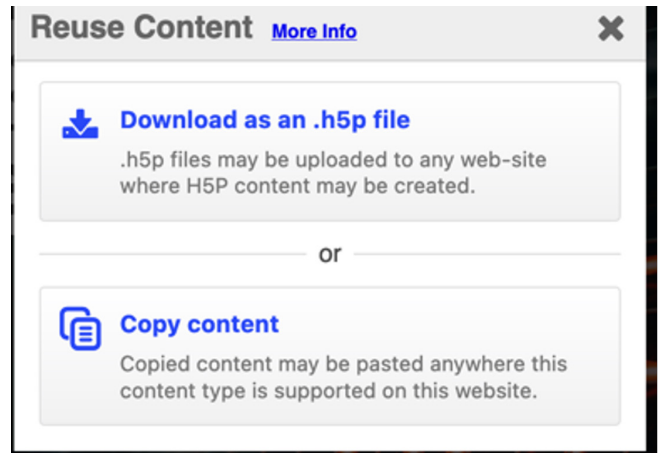 Reuse Content More Info
Download as an .h5p file
.h5p files may be uploaded to any web-site
where H5P content may be created.
or
Copy content
Copied content may be pasted anywhere this
content type is supported on this website.